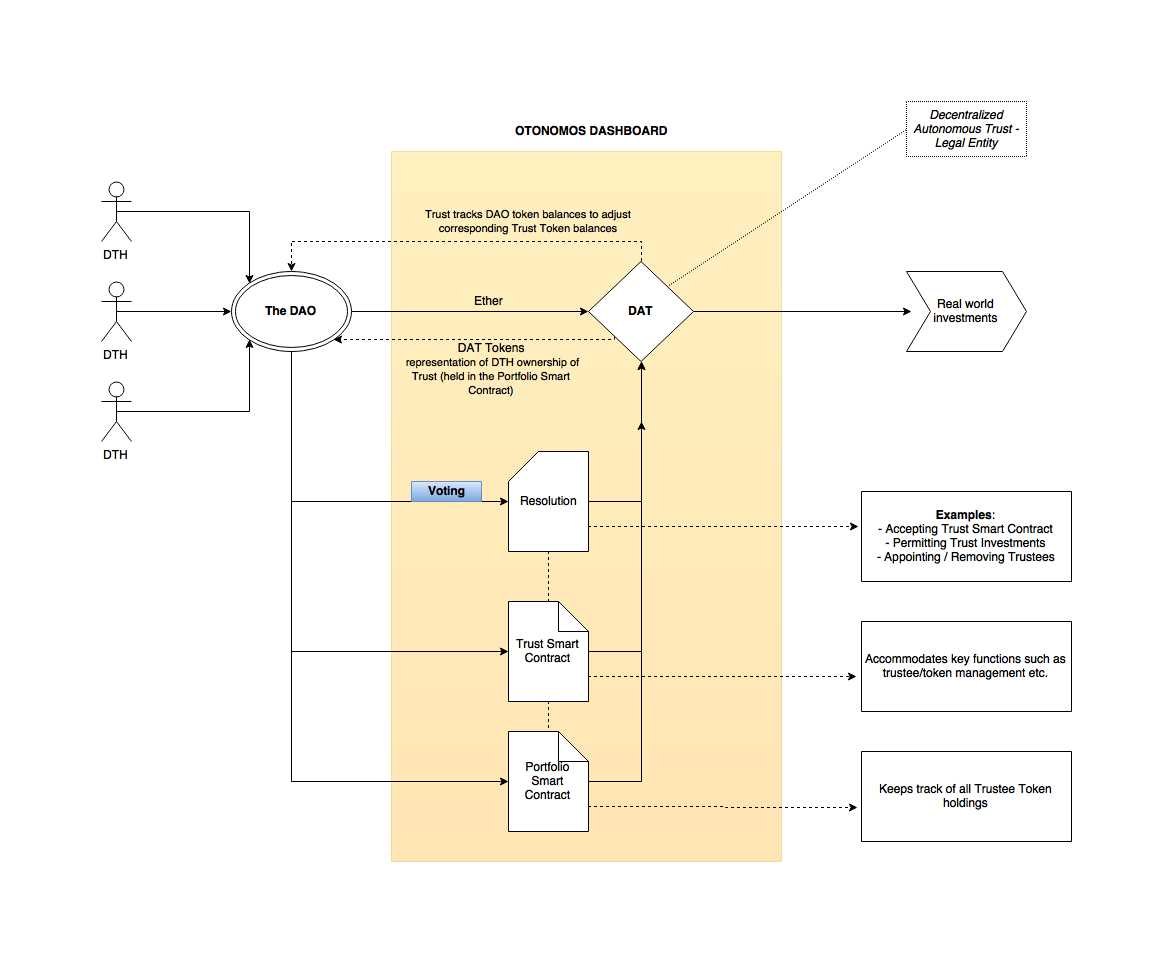 Decentralized
Autonomous Trust -
Legal Entity
OTONOMOS DASHBOARD
Trust tracks DAO token balances to adjust
corresponding Trust Token balances
DTH
DTH
DTH
The DAO
Ether
DAT
Real world
investments
DAT Tokens
representation of DTH ownership of
Trust (held in the Portfolio Smart
Contract)
Voting
Resolution
Examples:
- Accepting Trust Smart Contract
- Permitting Trust Investments
- Appointing / Removing Trustees
Trust Smart
Contract
Accommodates key functions such as
trustee/token management etc.
Portfolio
Smart
Contract
Keeps track of all Trustee Token
holdings